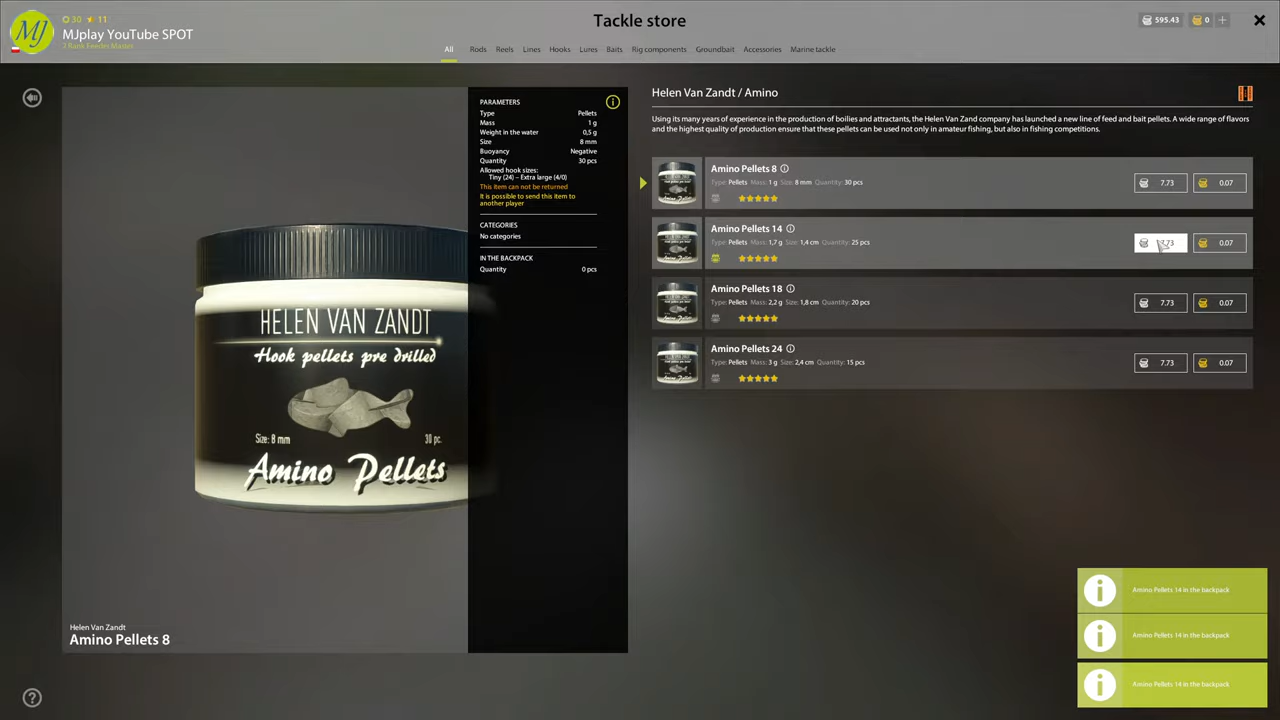 MJ
30 11
MJplay YouTube SPOT
Tackle store
595.43 0 +
All Rods Reels Lines Hooks Lures Baits Rig components Groundbait Accessories Marine tackle
PARAMETERS
Type Pellets
Mass 1 g
Weight in the water 0,5 g
Size 8 mm
Buoyancy Negative
Quantity 30 pcs
Allowed hook sizes:
Tiny (24) – Extra large (4/0)
This item can not be returned
It is possible to send this item to
another player
CATEGORIES
No categories
IN THE BACKPACK
Quantity 0 pcs
HELEN VAN ZANDT
Hook pellets pre drilled
Size: 8 mm 30 pc.
Amino Pellets
Helen Van Zandt
Amino Pellets 8
Helen Van Zandt / Amino
Using its many years of experience in the production of boilies and attractants, the Helen Van Zand company has launched a new line of feed and bait pellets. A wide range of flavors
and the highest quality of production ensure that these pellets can be used not only in amateur fishing, but also in fishing competitions.
Amino Pellets 8
Type: Pellets Mass: 1 g Size: 8 mm Quantity: 30 pcs
7.73 0.07
Amino Pellets 14
Type: Pellets Mass: 1,7 g Size: 1,4 cm Quantity: 25 pcs
0.07
Amino Pellets 18
Type: Pellets Mass: 2,2 g Size: 1,8 cm Quantity: 20 pcs
7.73 0.07
Amino Pellets 24
Type: Pellets Mass: 3 g Size: 2,4 cm Quantity: 15 pcs
7.73 0.07
Amino Pellets 14 in the backpack
Amino Pellets 14 in the backpack
Amino Pellets 14 in the backpack